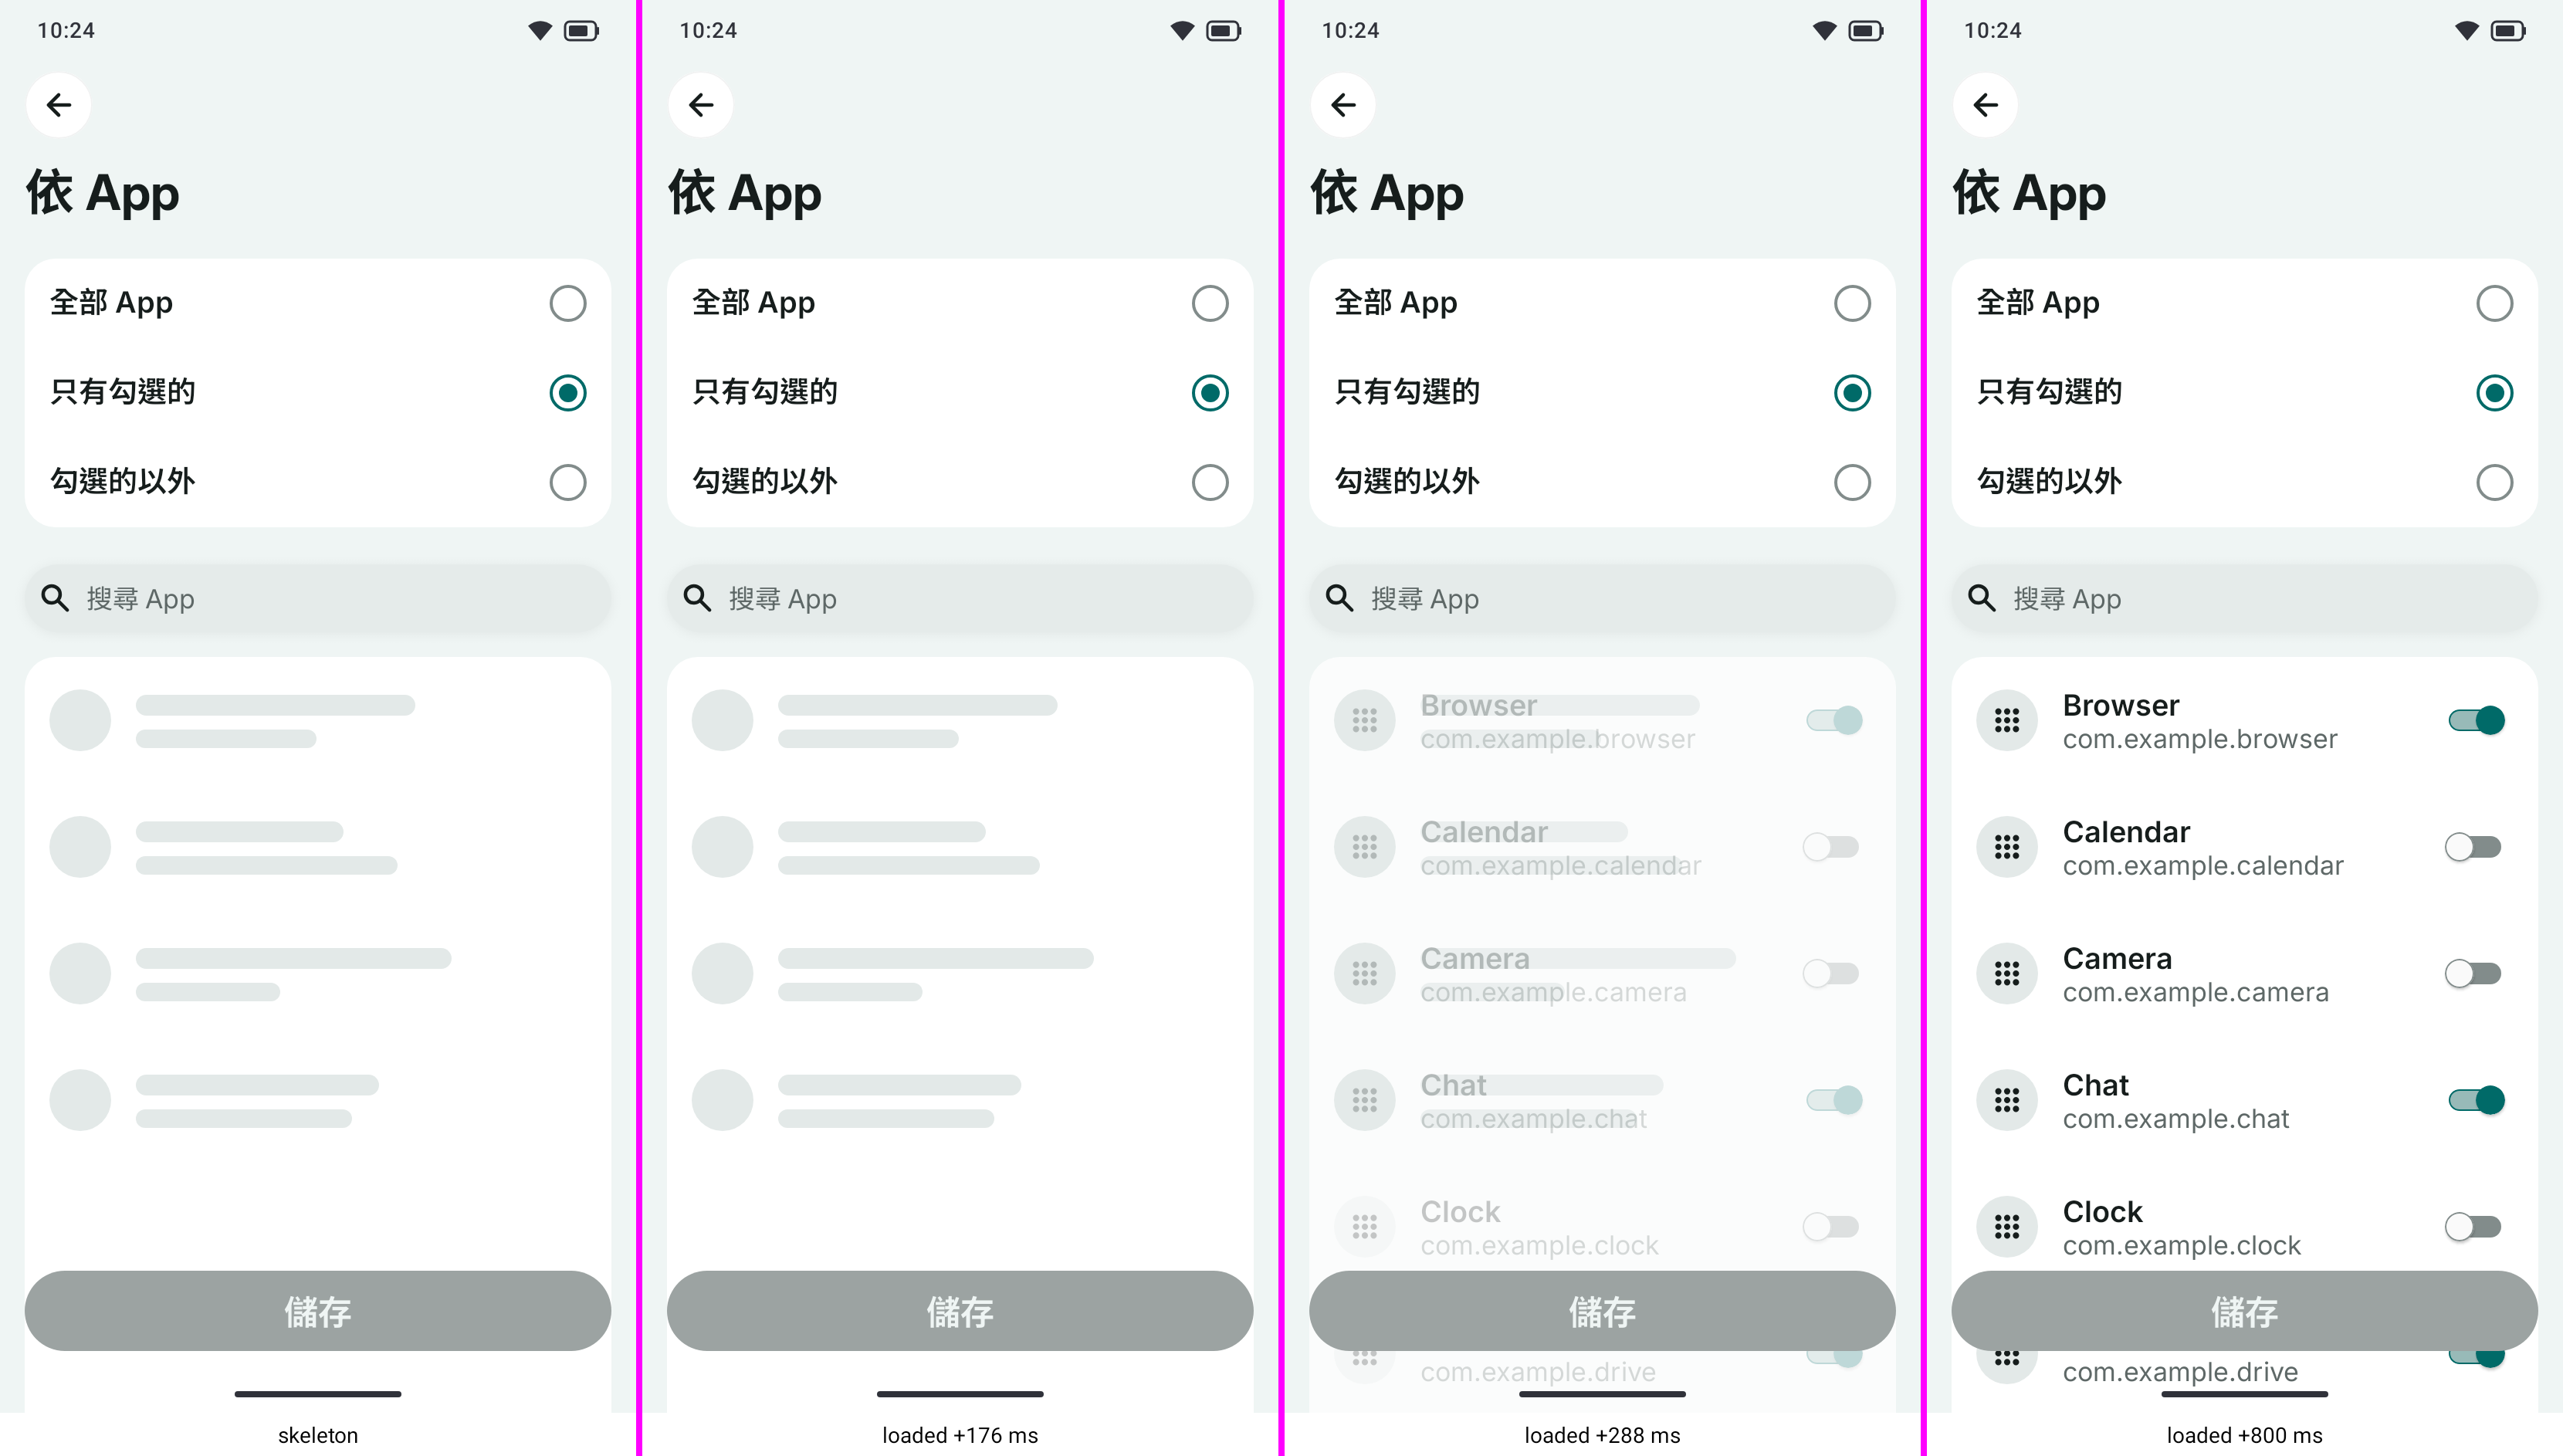 10:24
依 App
全部 App
只有勾選的
勾選的以外
搜尋 App
儲存
skeleton
10:24
依 App
全部 App
只有勾選的
勾選的以外
搜尋 App
儲存
loaded +176 ms
10:24
依 App
全部 App
只有勾選的
勾選的以外
搜尋 App
Browser
com.example.browser
Calendar
com.example.calendar
Camera
com.example.camera
Chat
com.example.chat
Clock
com.example.clock
儲存
com.example.drive
loaded +288 ms
10:24
依 App
全部 App
只有勾選的
勾選的以外
搜尋 App
Browser
com.example.browser
Calendar
com.example.calendar
Camera
com.example.camera
Chat
com.example.chat
Clock
com.example.clock
儲存
com.example.drive
loaded +800 ms